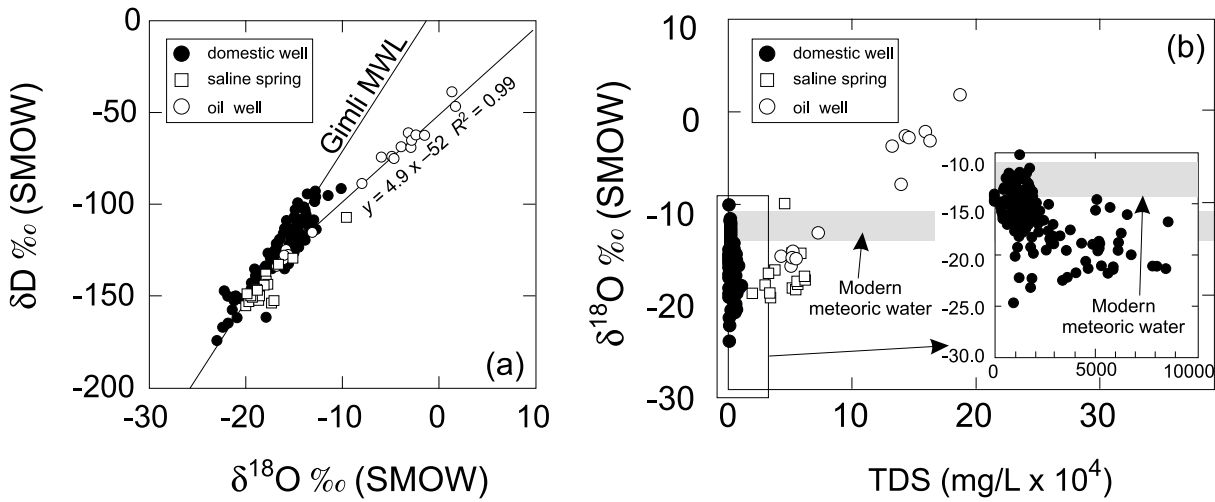 (a)
domestic well
saline spring
oil well
Gimli MWL
y = 4.9 x −52 R² = 0.99
0
-50
-100
-150
-200
δD ‰ (SMOW)
-30
-20
-10
0
10
δ¹⁸O ‰ (SMOW)
(b)
domestic well
saline spring
oil well
10
0
-10
-20
-30
δ¹⁸O ‰ (SMOW)
0
10
20
30
TDS (mg/L x 10⁴)
Modern
meteoric water
-10.0
-15.0
-20.0
-25.0
-30.0
0
5000
10000
Modern
meteoric water